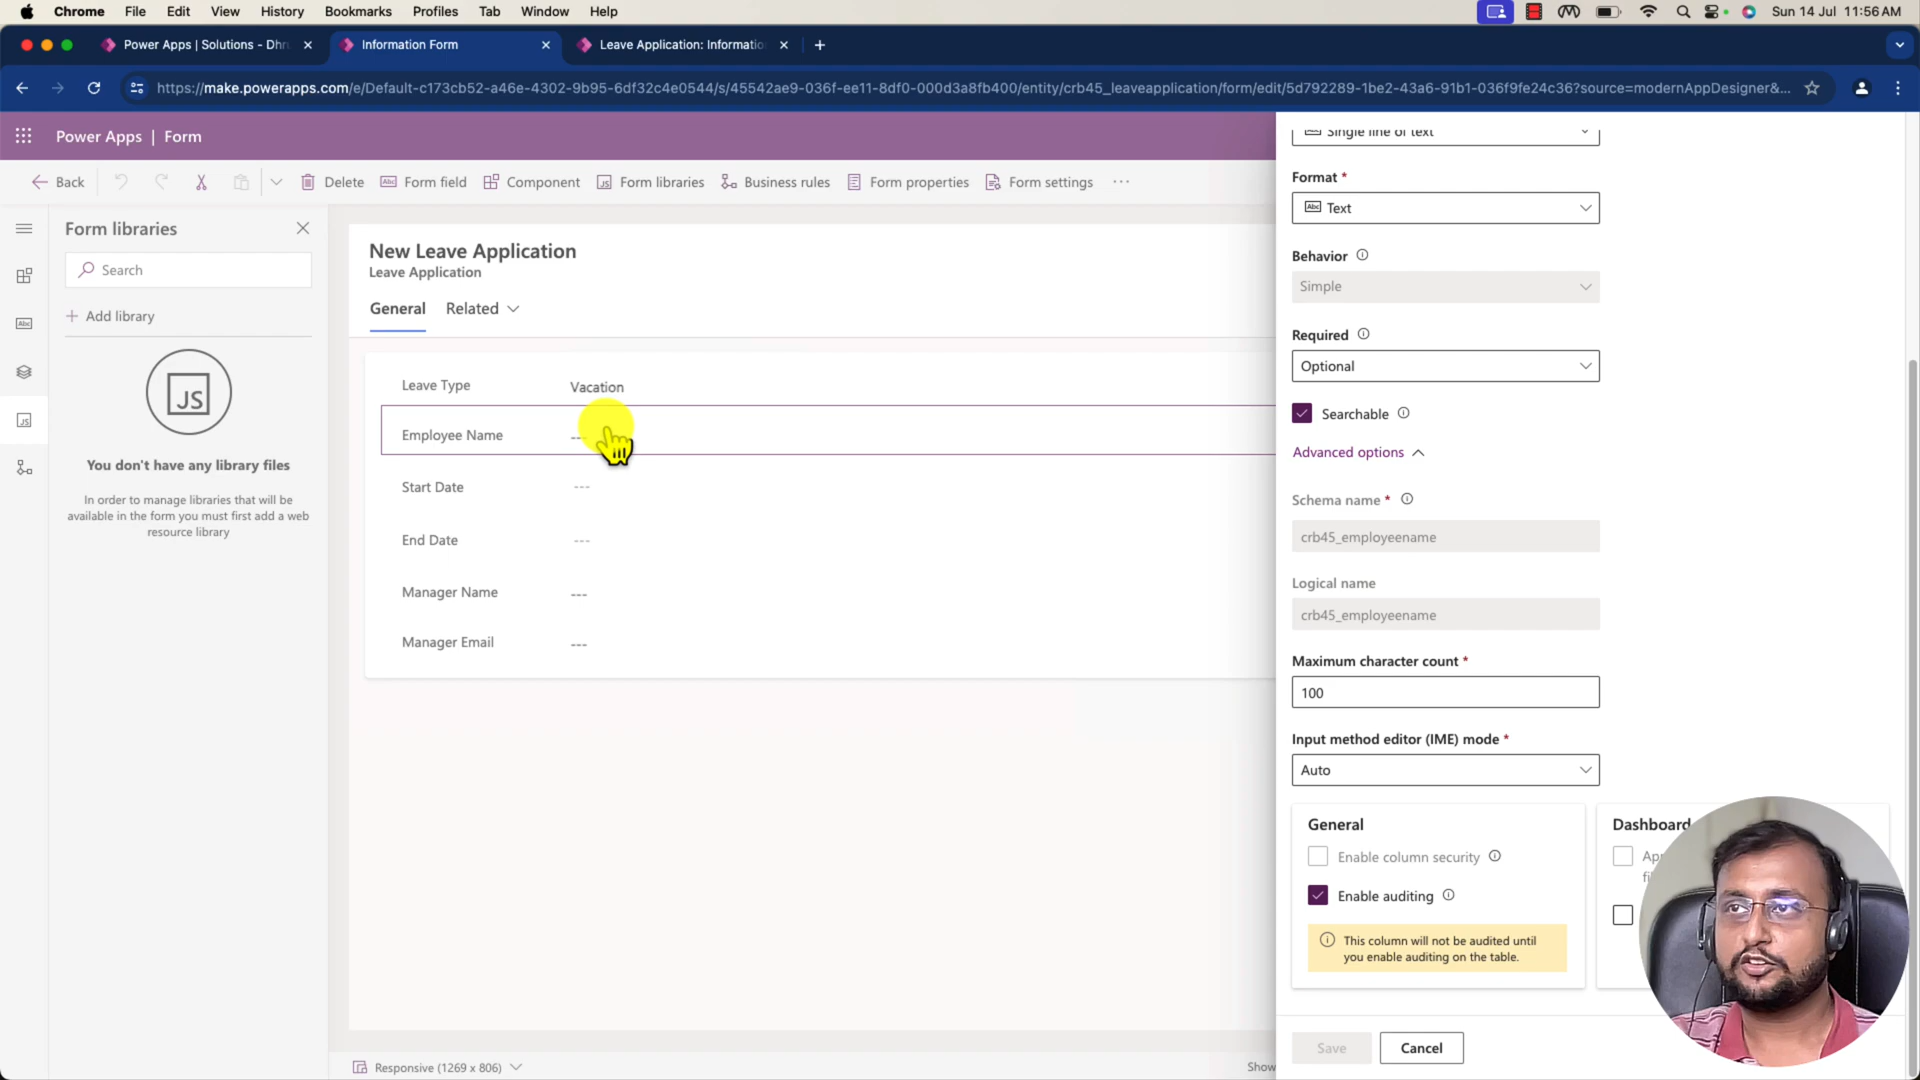 Chrome File Edit View History Bookmarks Profiles Tab Window Help Sun 14 Jul 11:56 AM
Power Apps | Solutions - Dhr Information Form Leave Application: Informatio
https://make.powerapps.com/e/Default-c173cb52-a46e-4302-9b95-6df32c4e0544/s/45542ae9-036f-ee11-8df0-000d3a8fb400/entity/crb45_leaveapplication/form/edit/5d792289-1be2-43a6-91b1-036f9fe24c36?source=modernAppDesigner&...
Power Apps | Form
Back Delete Form field Component Form libraries Business rules Form properties Form settings ...
Form libraries
Search
Add library
JS
You don't have any library files
In order to manage libraries that will be
available in the form you must first add a web
resource library
New Leave Application
Leave Application
General Related
Leave Type Vacation
Employee Name ---
Start Date ---
End Date ---
Manager Name ---
Manager Email ---
Responsive (1269 x 806) Show
Single line of text
Format *
Abc Text
Behavior
Simple
Required
Optional
Searchable
Advanced options
Schema name *
crb45_employeename
Logical name
crb45_employeename
Maximum character count *
100
Input method editor (IME) mode *
Auto
General
Enable column security
Enable auditing
This column will not be audited until
you enable auditing on the table.
Dashboard
Save Cancel